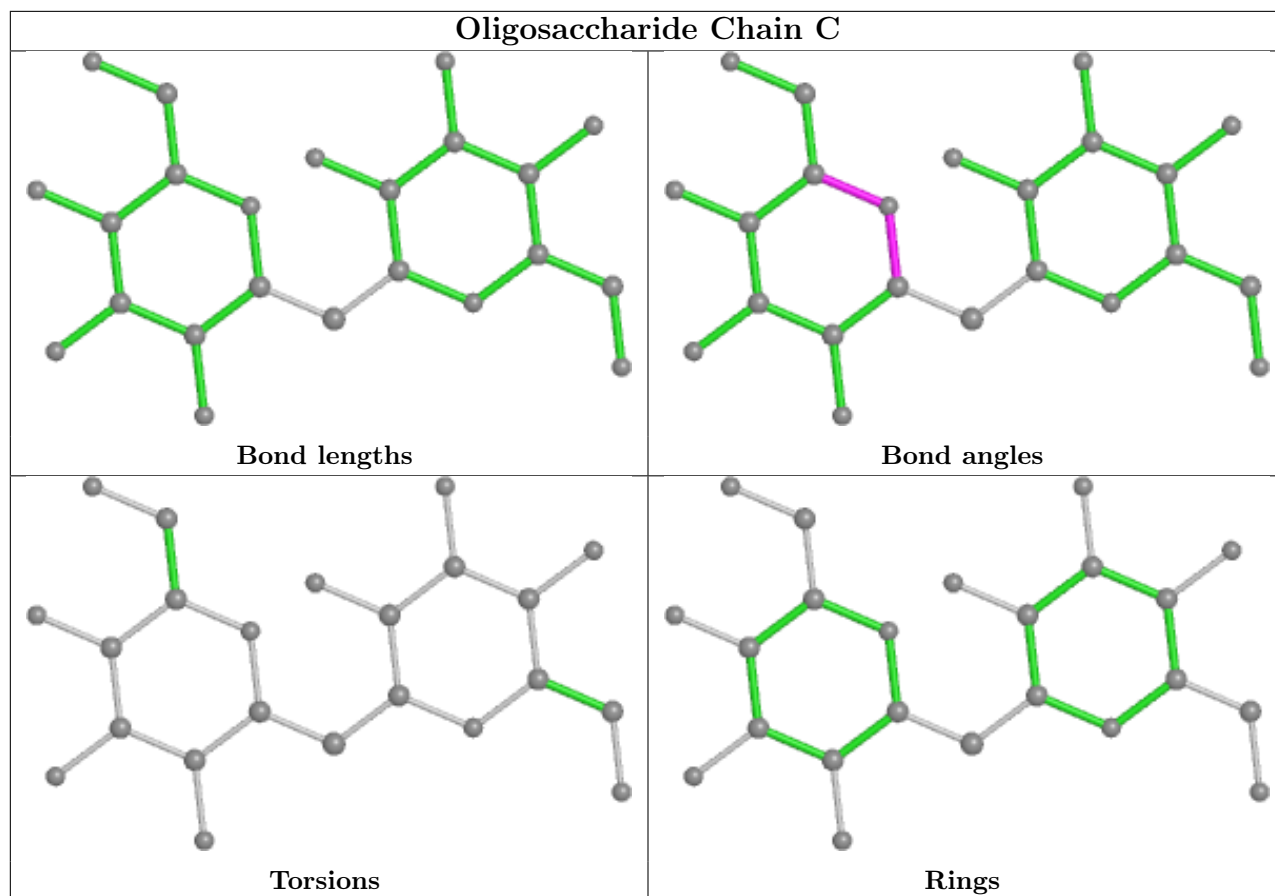 Oligosaccharide Chain C
Bond lengths
Bond angles
Torsions
Rings